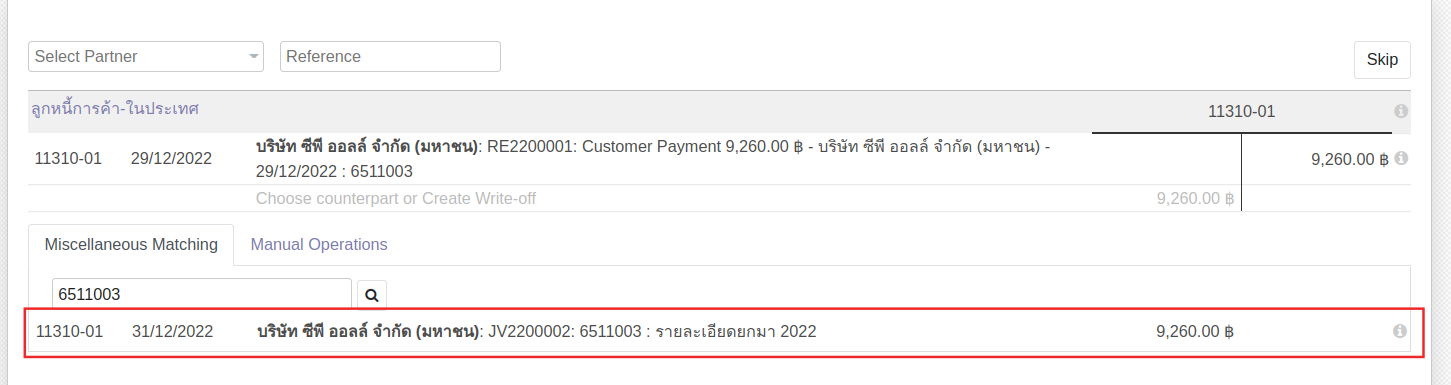 Select Partner Reference Skip
ลูกหนี้การค้า-ในประเทศ 11310-01
11310-01 29/12/2022 บริษัท ซีพี ออลล์ จำกัด (มหาชน): RE2200001: Customer Payment 9,260.00 ฿ - บริษัท ซีพี ออลล์ จำกัด (มหาชน) - 9,260.00 ฿
29/12/2022 : 6511003
Choose counterpart or Create Write-off 9,260.00 ฿
Miscellaneous Matching Manual Operations
6511003
11310-01 31/12/2022 บริษัท ซีพี ออลล์ จำกัด (มหาชน): JV2200002: 6511003 : รายละเอียดยกมา 2022 9,260.00 ฿